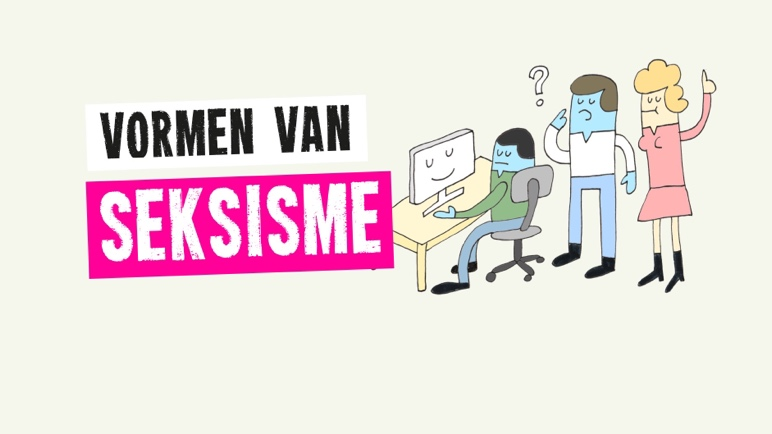 VORMEN VAN
SEKSISME
?